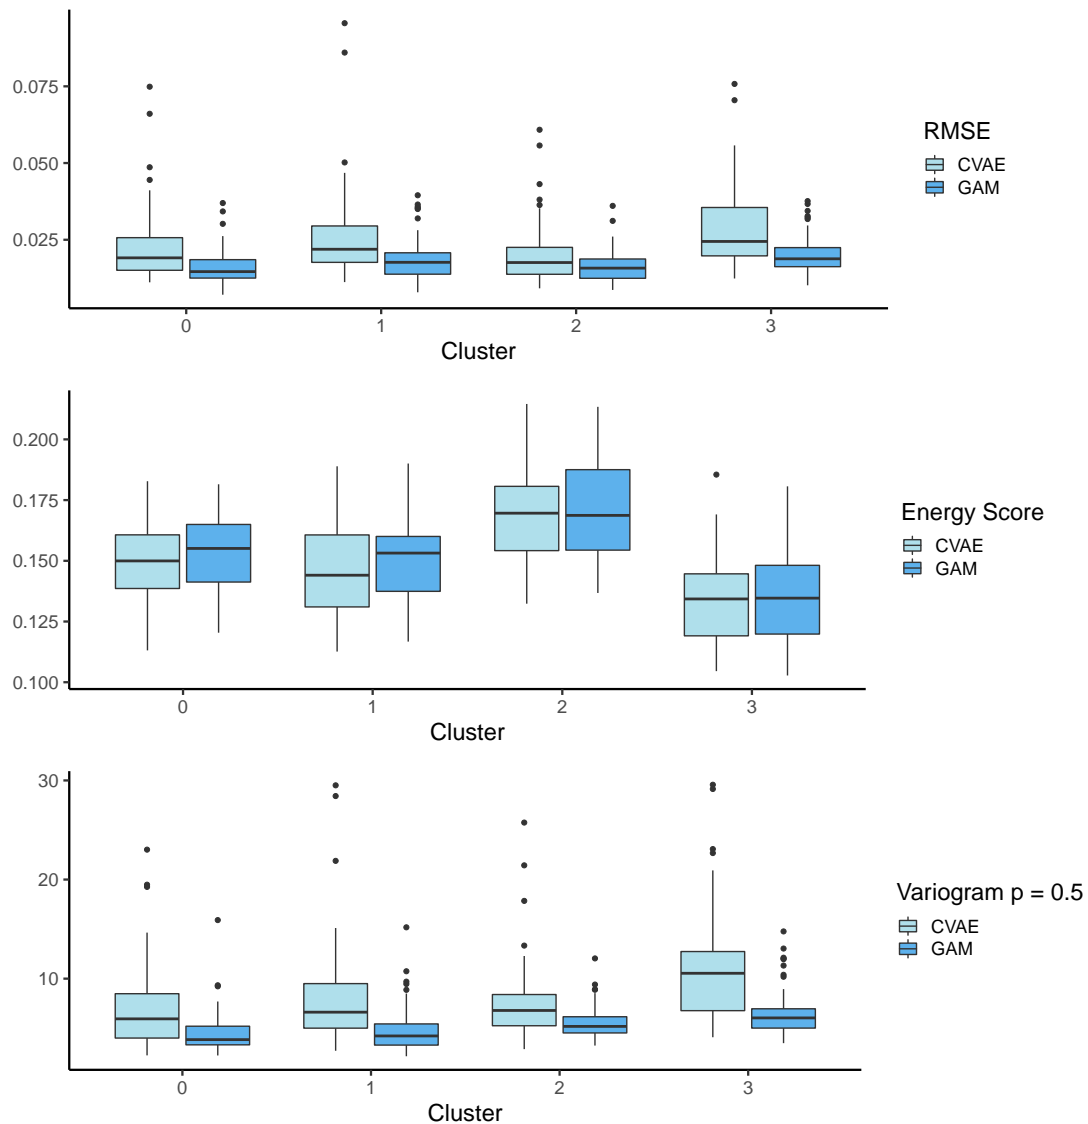 0.075
0.050
0.025
0 1 2 3
Cluster
RMSE
CVAE
GAM
0.200
0.175
0.150
0.125
0.100
0 1 2 3
Cluster
Energy Score
CVAE
GAM
30
20
10
0 1 2 3
Cluster
Variogram p = 0.5
CVAE
GAM